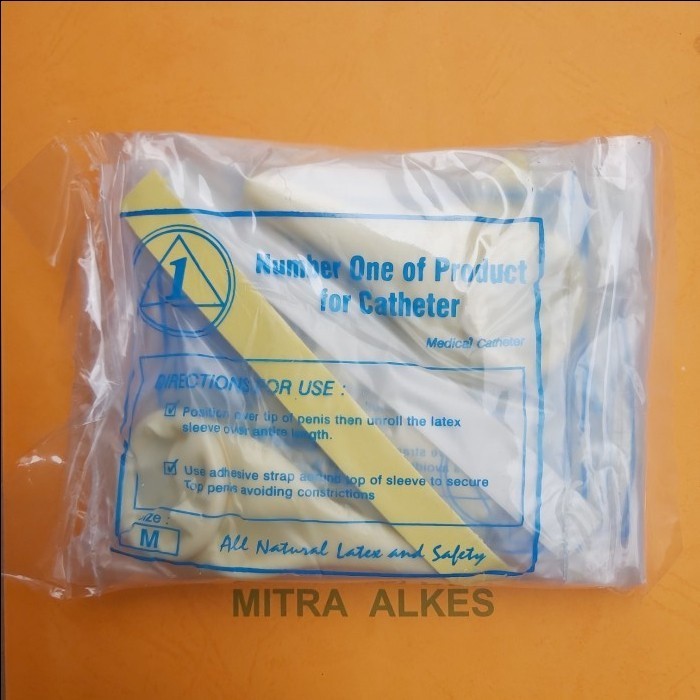 1
Number One of Product
for Catheter
Medical Catheter
DIRECTIONS FOR USE :
Position over tip of penis then unroll the latex
sleeve over antire length.
Use adhesive strap around top of sleeve to secure
Top penis avoiding constrictions
Size :
M
All Natural Latex and Safety
MITRA ALKES